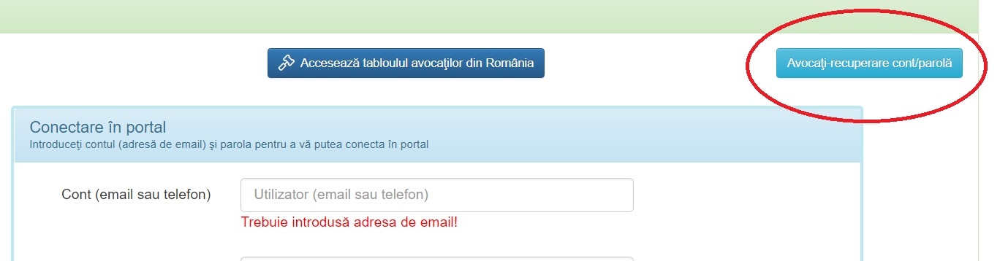 Accesează tabloulul avocaţilor din România
Avocaţi-recuperare cont/parolă
Conectare în portal
Introduceţi contul (adresă de email) şi parola pentru a vă putea conecta în portal
Cont (email sau telefon)
Utilizator (email sau telefon)
Trebuie introdusă adresa de email!